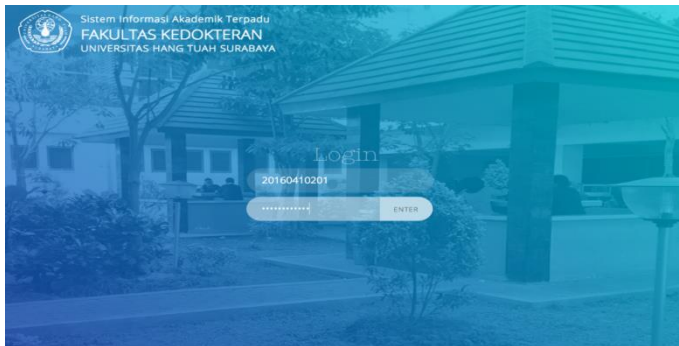 Sistem Informasi Akademik Terpadu
FAKULTAS KEDOKTERAN
UNIVERSITAS HANG TUAH SURABAYA
Login
20160410201
ENTER